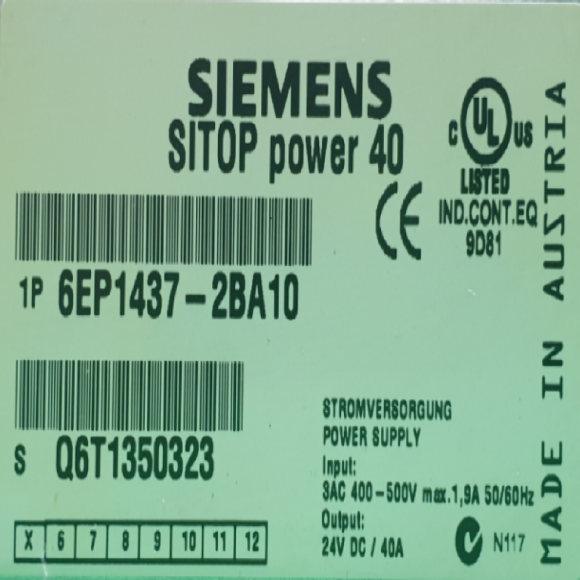 SIEMENS
SITOP power 40
C UL US
LISTED
IND.CONT.EQ
9D81
CE
1P 6EP1437-2BA10
S Q6T1350323
STROMVERSORGUNG
POWER SUPPLY
Input:
3AC 400-500V max.1,9A 50/60Hz
Output:
24V DC / 40A
N117
X 6 7 8 9 10 11 12
MADE IN AUSTRIA